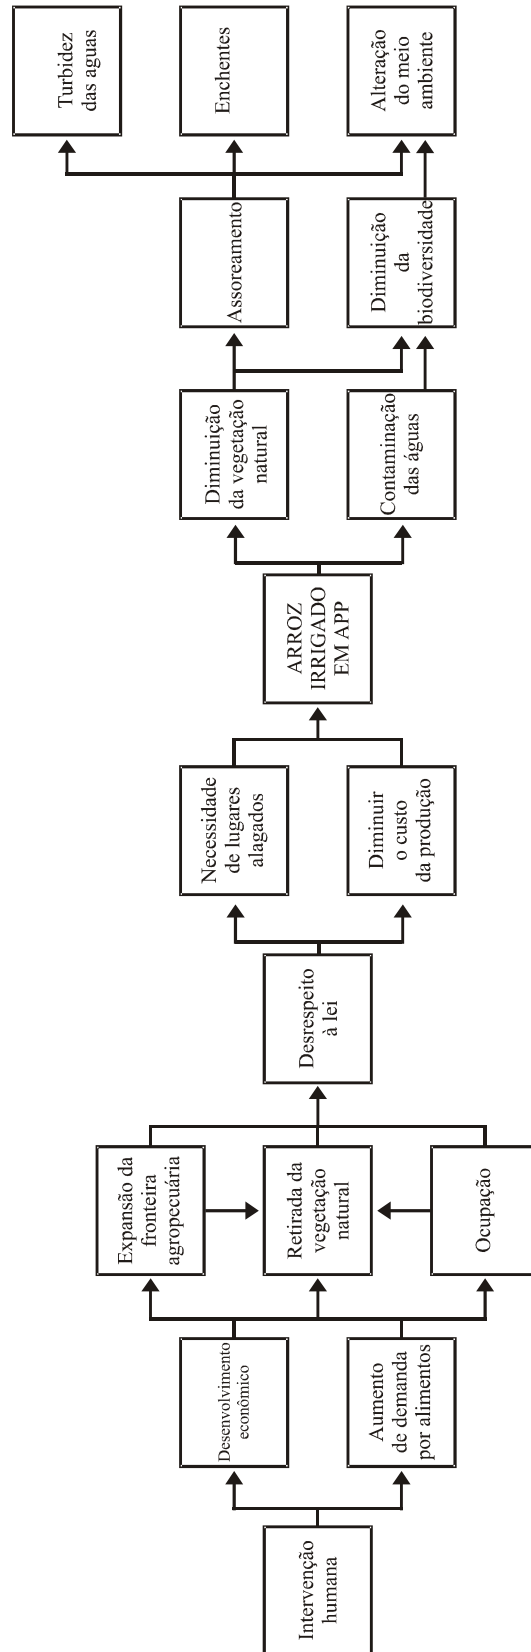 Intervenção
humana
Desenvolvimento
econômico
Aumento
de demanda
por alimentos
Expansão da
fronteira
agropecuária
Retirada da
vegetação
natural
Ocupação
Desrespeito
à lei
Necessidade
de lugares
alagados
Diminuir
o custo
da produção
ARROZ
IRRIGADO
EM APP
Diminuição
da vegetação
natural
Contaminação
das águas
Assoreamento
Diminuição
da
biodiversidade
Turbidez
das aguas
Enchentes
Alteração
do meio
ambiente